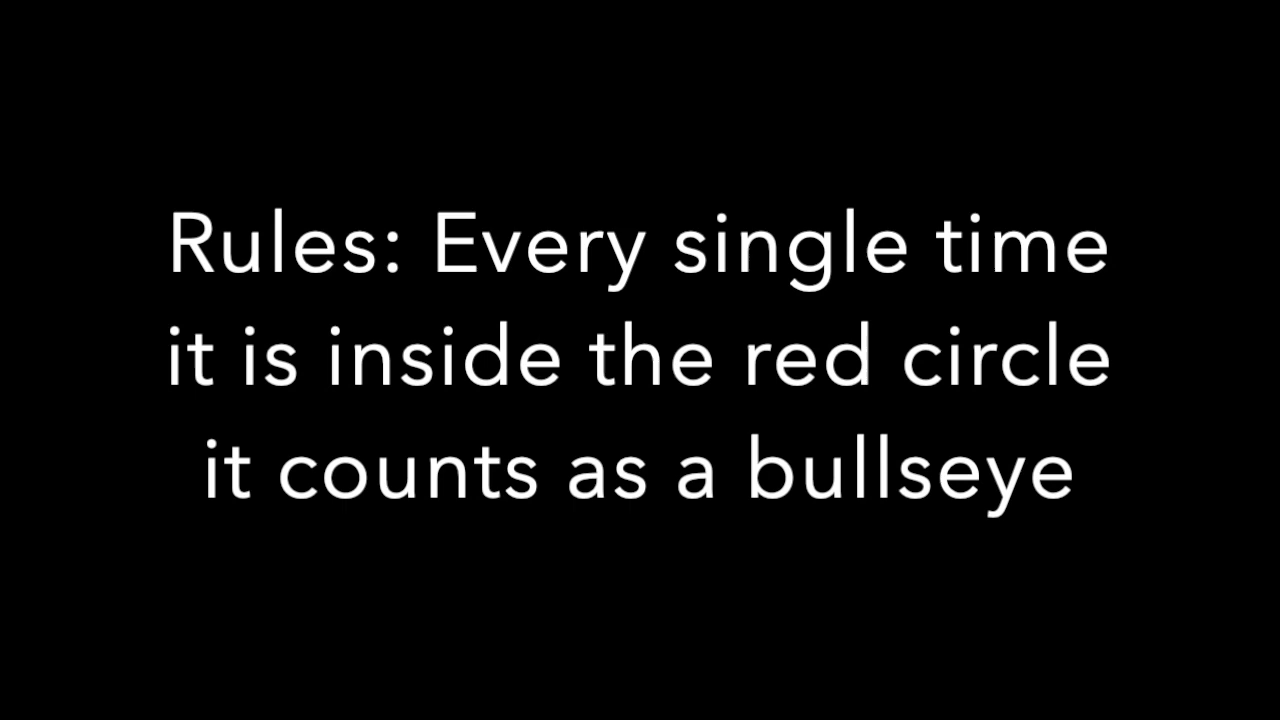 Rules: Every single time
it is inside the red circle
it counts as a bullseye